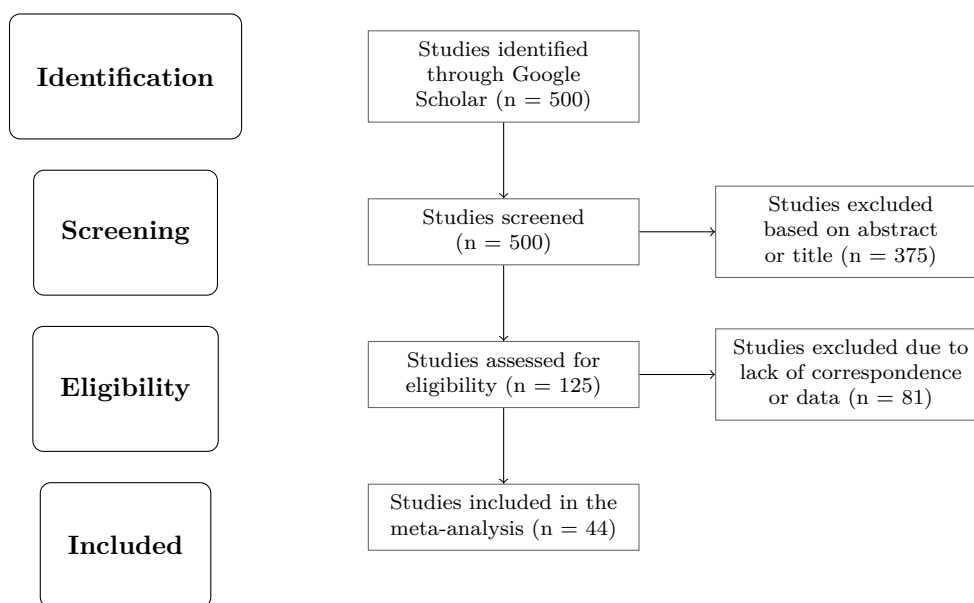 Identification
Studies identified
through Google
Scholar (n = 500)
Screening
Studies screened
(n = 500)
Studies excluded
based on abstract
or title (n = 375)
Eligibility
Studies assessed for
eligibility (n = 125)
Studies excluded due to
lack of correspondence
or data (n = 81)
Included
Studies included in the
meta-analysis (n = 44)